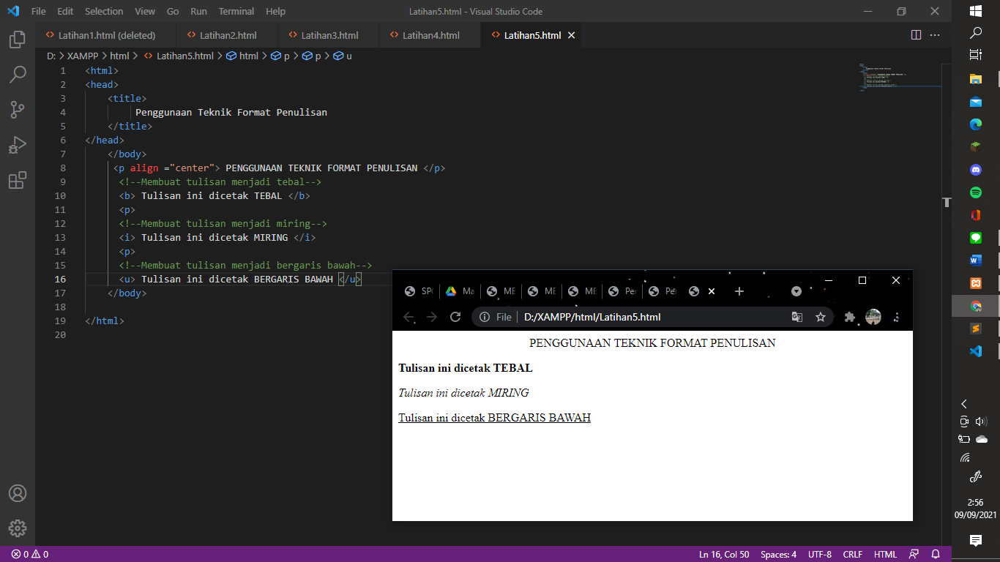 File Edit Selection View Go Run Terminal Help Latihan5.html - Visual Studio Code
Latihan1.html (deleted) Latihan2.html Latihan3.html Latihan4.html Latihan5.html
D: > XAMPP > html > Latihan5.html > html > p > p > u
1 <html>
2 <head>
3 <title>
4 Penggunaan Teknik Format Penulisan
5 </title>
6 </head>
7 </body>
8 <p align ="center"> PENGGUNAAN TEKNIK FORMAT PENULISAN </p>
9 <!--Membuat tulisan menjadi tebal-->
10 <b> Tulisan ini dicetak TEBAL </b>
11 <p>
12 <!--Membuat tulisan menjadi miring-->
13 <i> Tulisan ini dicetak MIRING </i>
14 <p>
15 <!--Membuat tulisan menjadi bergaris bawah-->
16 <u> Tulisan ini dicetak BERGARIS BAWAH </u>
17 </body>
18
19 </html>
20
SPO Ma ME ME ME Per Pe
File D:/XAMPP/html/Latihan5.html
PENGGUNAAN TEKNIK FORMAT PENULISAN
Tulisan ini dicetak TEBAL
Tulisan ini dicetak MIRING
Tulisan ini dicetak BERGARIS BAWAH
2:56
09/09/2021
0 0 Ln 16, Col 50 Spaces: 4 UTF-8 CRLF HTML